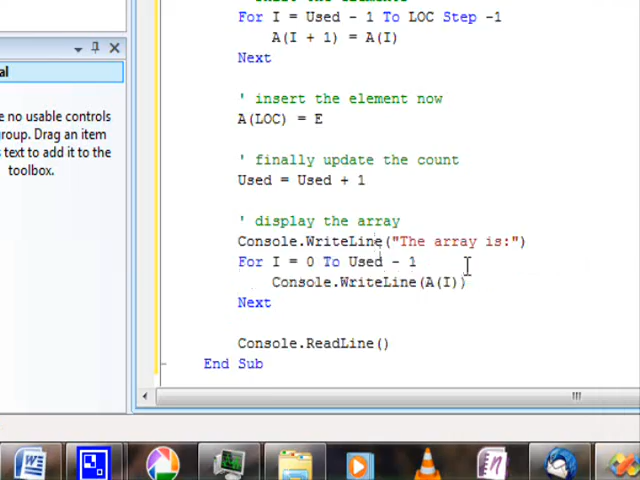 For I = Used - 1 To LOC Step -1
A(I + 1) = A(I)
Next
' insert the element now
A(LOC) = E
' finally update the count
Used = Used + 1
' display the array
Console.WriteLine("The array is:")
For I = 0 To Used - 1
Console.WriteLine(A(I))
Next
Console.ReadLine()
End Sub
al
e no usable controls
group. Drag an item
text to add it to the
toolbox.